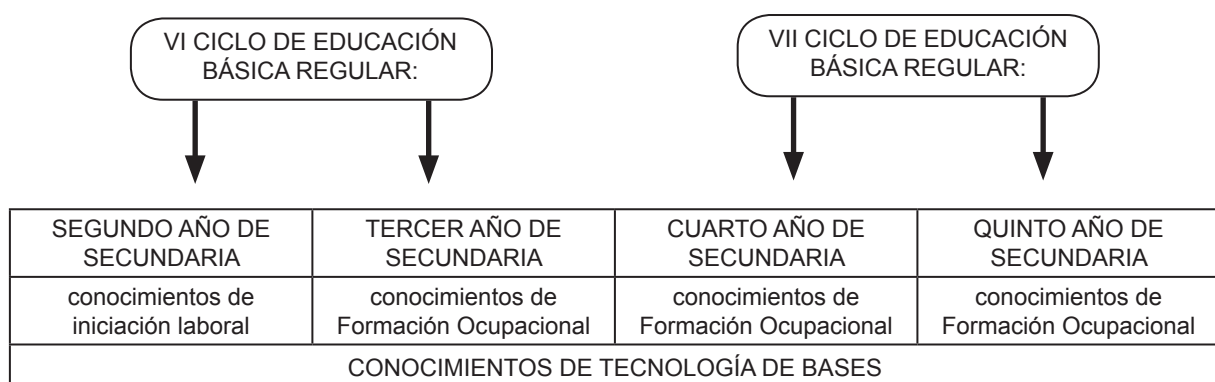 VI CICLO DE EDUCACIÓN
BÁSICA REGULAR:
VII CICLO DE EDUCACIÓN
BÁSICA REGULAR:
SEGUNDO AÑO DE
SECUNDARIA
TERCER AÑO DE
SECUNDARIA
CUARTO AÑO DE
SECUNDARIA
QUINTO AÑO DE
SECUNDARIA
conocimientos de
iniciación laboral
conocimientos de
Formación Ocupacional
conocimientos de
Formación Ocupacional
conocimientos de
Formación Ocupacional
CONOCIMIENTOS DE TECNOLOGÍA DE BASES